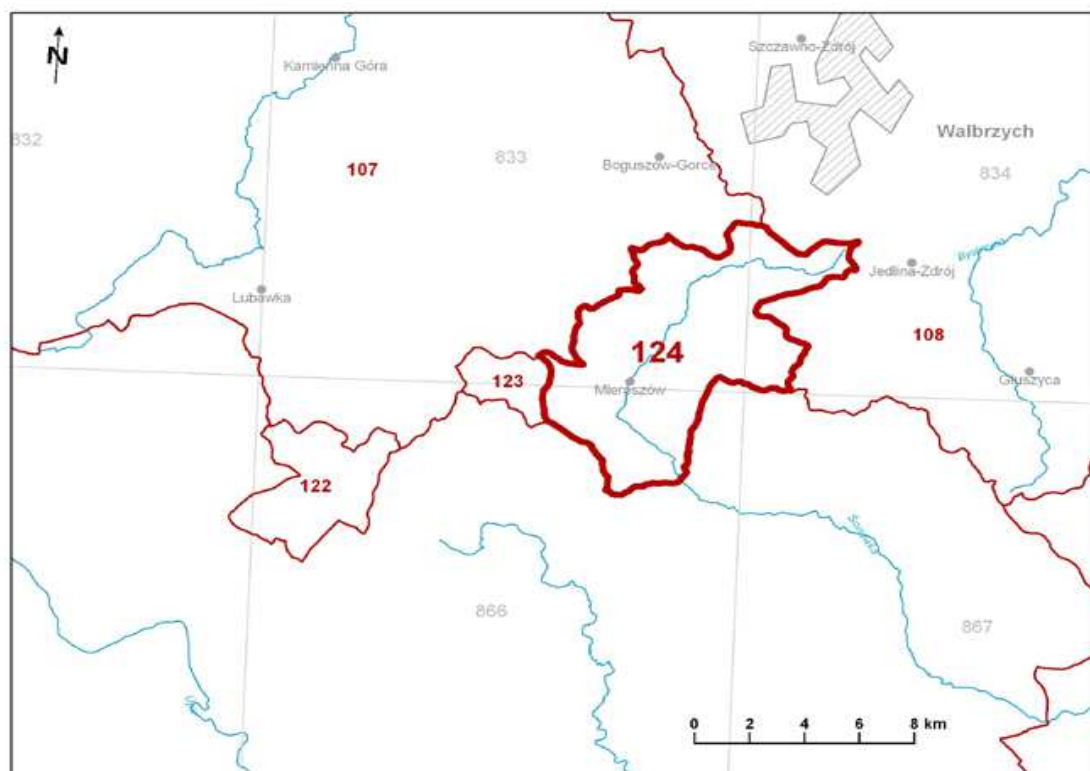 N
Szczawno-Zdrój
Kamienna Góra
Wałbrzych
832
833
107
Boguszów-Gorce
834
Jedlina-Zdrój
Lubawka
108
124
123
Mieroszów
Głuszyca
122
866
867
0 2 4 6 8 km